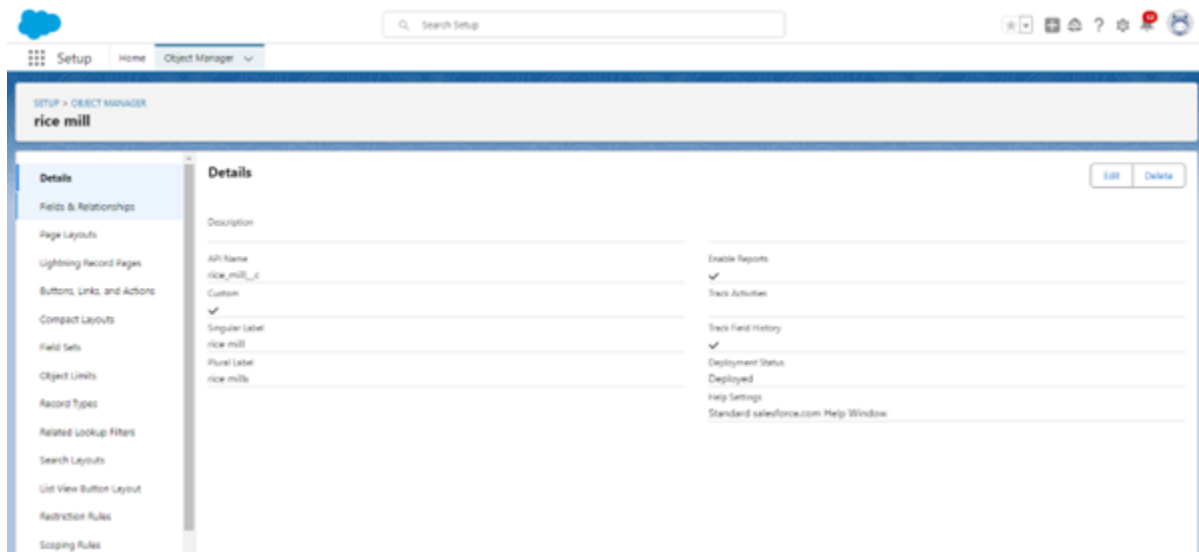 Search Setup
12
Setup Home Object Manager
SETUP > OBJECT MANAGER
rice mill
Details
Fields & Relationships
Page Layouts
Lightning Record Pages
Buttons, Links, and Actions
Compact Layouts
Field Sets
Object Limits
Record Types
Related Lookup Filters
Search Layouts
List View Button Layout
Restriction Rules
Scoping Rules
Details
Edit Delete
Description
API Name
rice_mill__c
Custom
Singular Label
rice mill
Plural Label
rice mills
Enable Reports
Track Activities
Track Field History
Deployment Status
Deployed
Help Settings
Standard salesforce.com Help Window